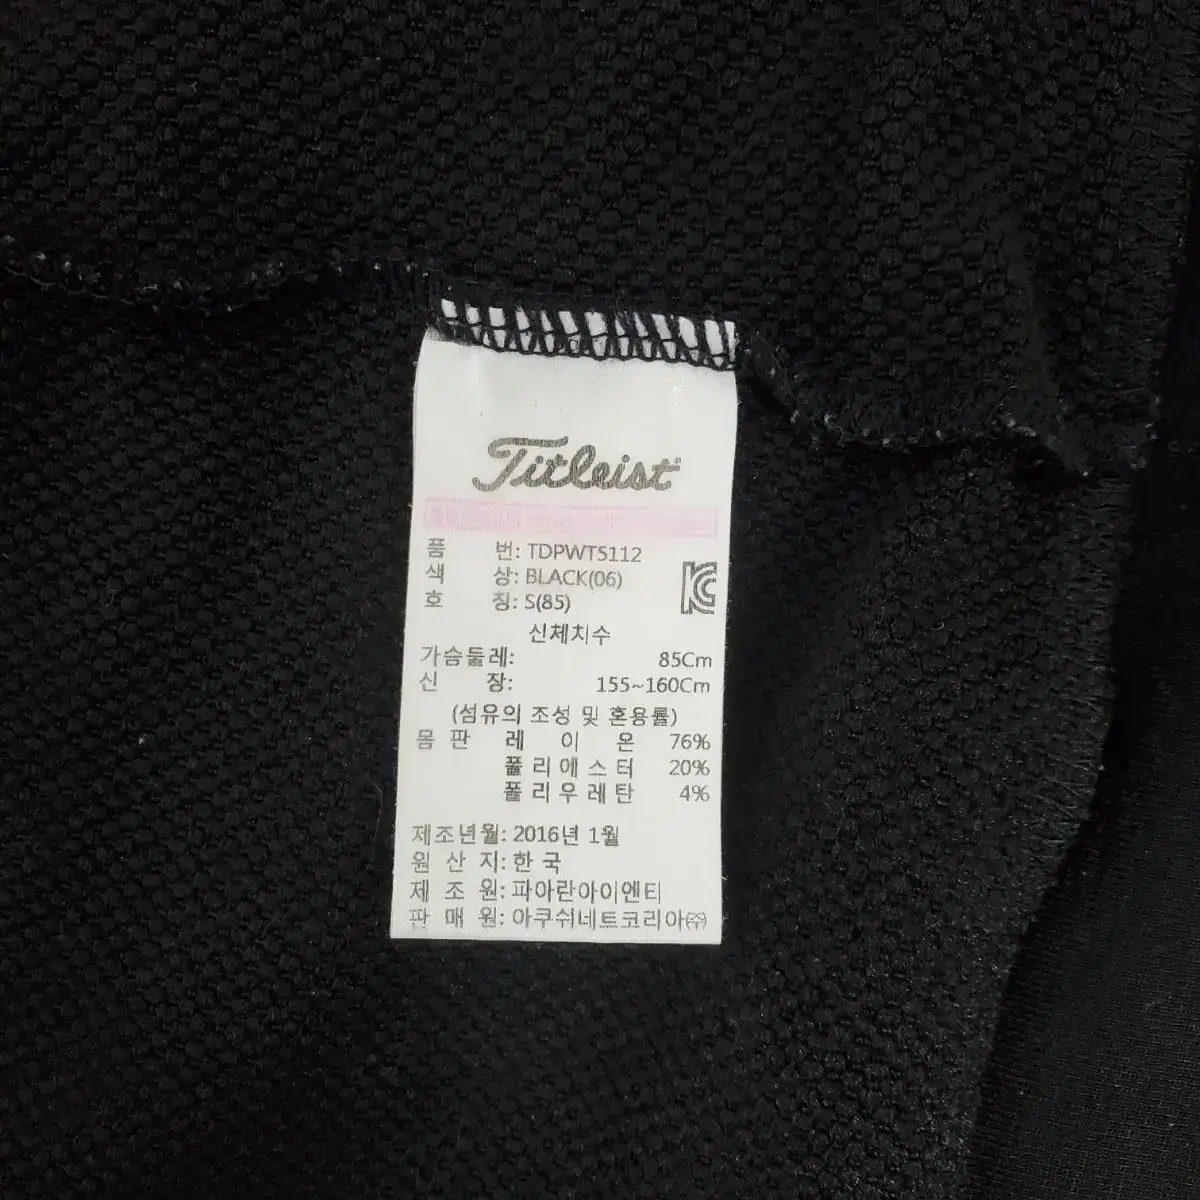 Titleist
품 번: TDPWT5112
색 상: BLACK(06)
호 칭: S(85)
신체치수
가슴둘레: 85Cm
신 장: 155~160Cm
(섬유의 조성 및 혼용률)
몸 판 레 이 온 76%
폴리에스터 20%
폴리우레탄 4%
제조년월: 2016년 1월
원 산 지: 한 국
제 조 원: 파아란아이엔티
판 매 원: 아쿠쉬네트코리아㈜